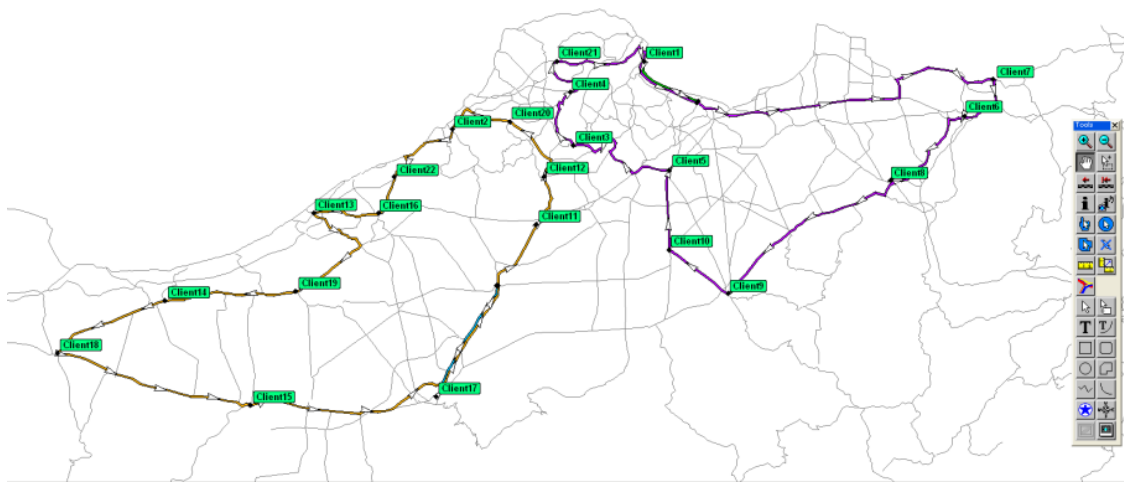 Client21
Client1
Client7
Client4
Client6
Client2
Client20
Client3
Tools
Client5
Client12
Client22
Client8
Client13
Client16
Client11
Client10
Client19
Client9
Client14
Client18
Client17
Client15
T
T